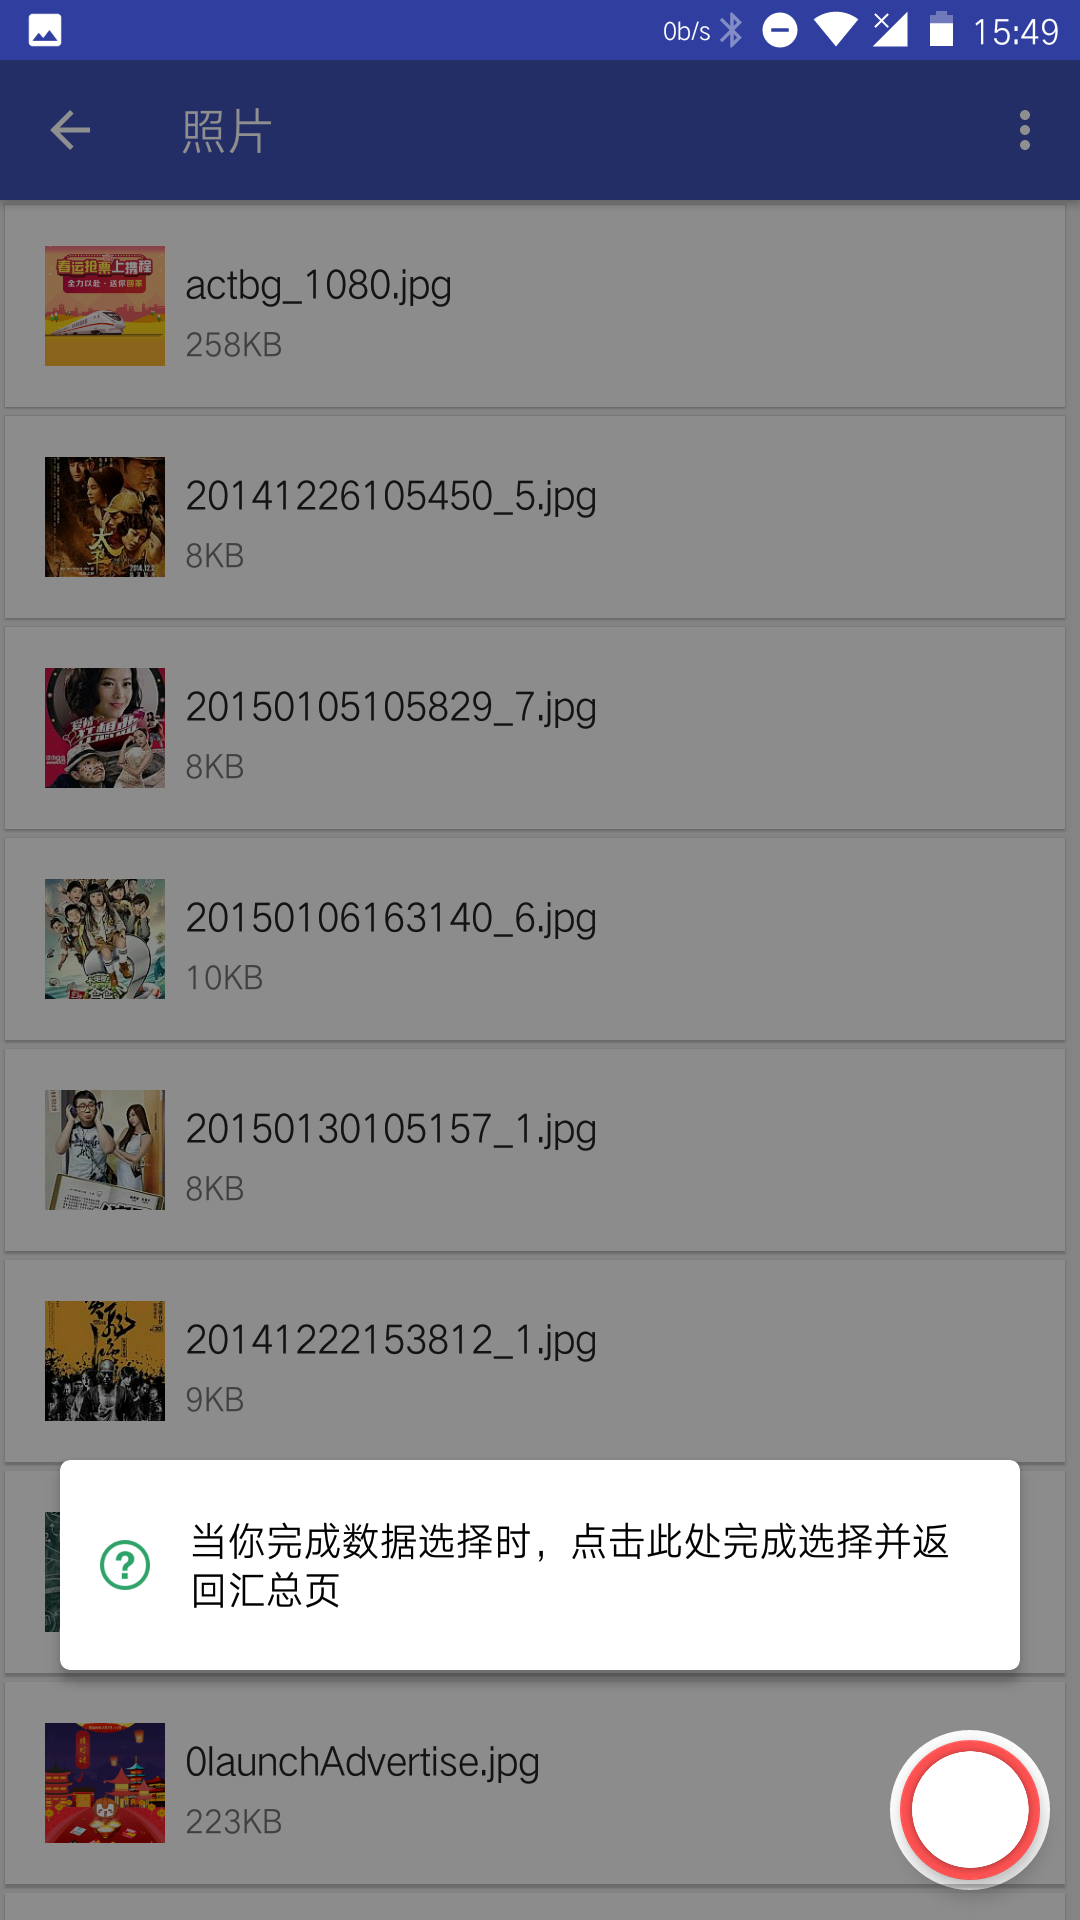 0b/s 15:49
照片
春运抢票上携程
全力以赴·送你回家
actbg_1080.jpg
258KB
20141226105450_5.jpg
8KB
20150105105829_7.jpg
8KB
20150106163140_6.jpg
10KB
20150130105157_1.jpg
8KB
20141222153812_1.jpg
9KB
当你完成数据选择时，点击此处完成选择并返
回汇总页
0launchAdvertise.jpg
223KB